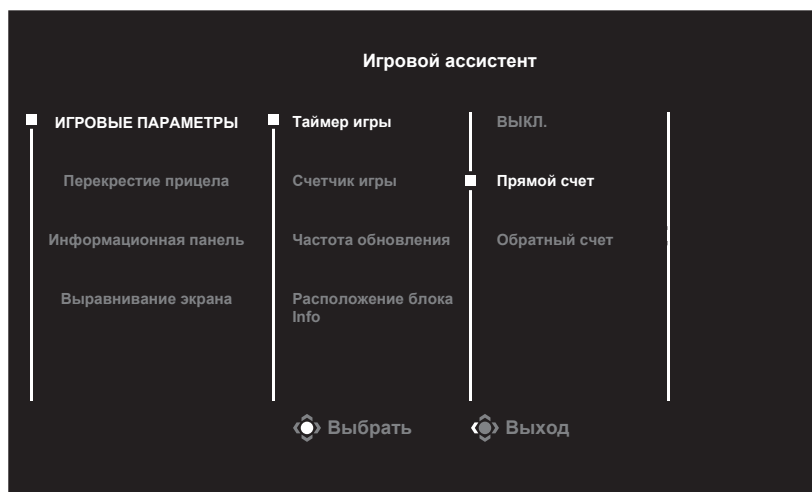 Игровой ассистент
ИГРОВЫЕ ПАРАМЕТРЫ
Перекрестие прицела
Информационная панель
Выравнивание экрана
Таймер игры
Счетчик игры
Частота обновления
Расположение блока
Info
ВЫКЛ.
Прямой счет
Обратный счет
Выбрать
Выход